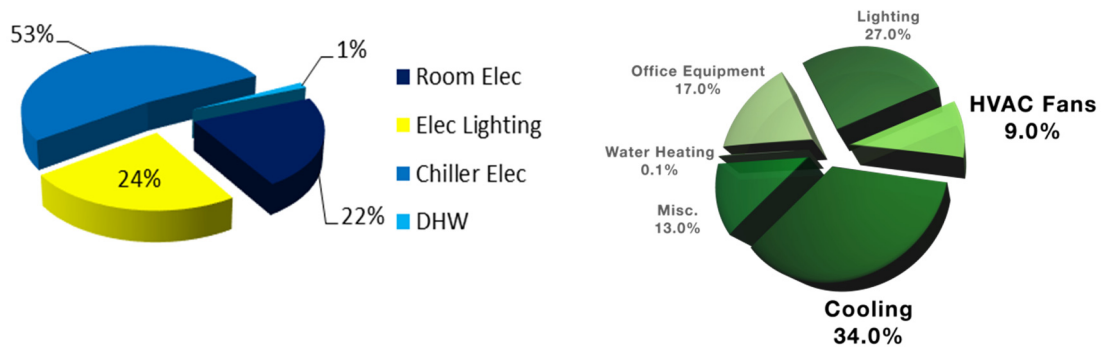 53%
1%
24%
22%
Room Elec
Elec Lighting
Chiller Elec
DHW
Lighting
27.0%
Office Equipment
17.0%
HVAC Fans
9.0%
Water Heating
0.1%
Misc.
13.0%
Cooling
34.0%